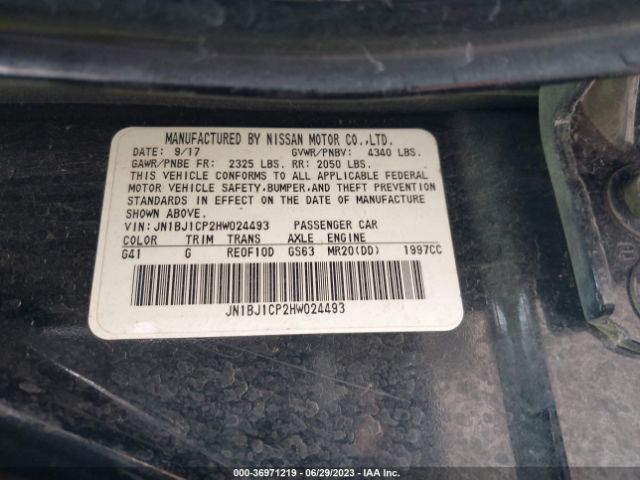 MANUFACTURED BY NISSAN MOTOR CO.,LTD.
DATE: 9/17 GVWR/PNBV: 4340 LBS.
GAWR/PNBE FR: 2325 LBS. RR: 2050 LBS.
THIS VEHICLE CONFORMS TO ALL APPLICABLE FEDERAL
MOTOR VEHICLE SAFETY, BUMPER, AND THEFT PREVENTION
STANDARDS IN EFFECT ON THE DATE OF MANUFACTURE
SHOWN ABOVE.
VIN: JN1BJ1CP2HW024493 PASSENGER CAR
COLOR TRIM TRANS AXLE ENGINE
G41 G RE0F10D GS63 MR20(DD) 1997CC
JN1BJ1CP2HW024493
000-36971219 - 06/29/2023 - IAA Inc.